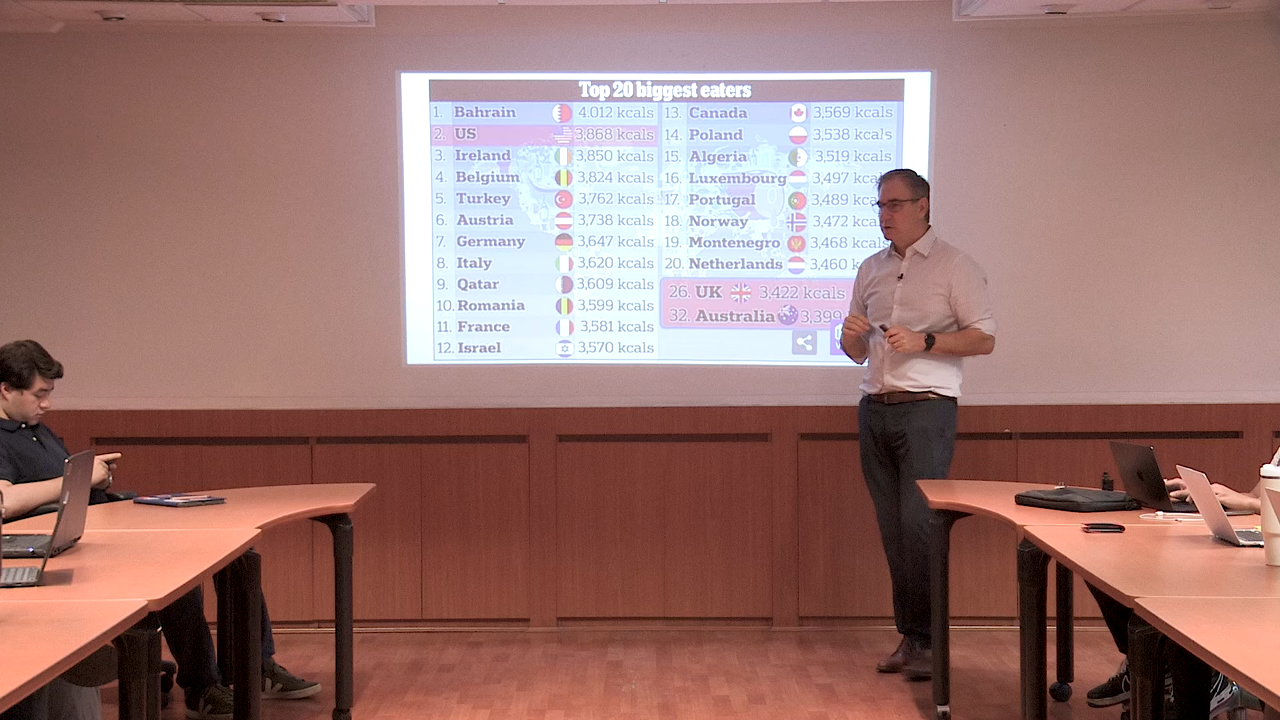 Top 20 biggest eaters
1. Bahrain 4.012 kcals
2. US 3,868 kcals
3. Ireland 3,850 kcals
4. Belgium 3,824 kcals
5. Turkey 3,762 kcals
6. Austria 3,738 kcals
7. Germany 3,647 kcals
8. Italy 3,620 kcals
9. Qatar 3,609 kcals
10. Romania 3,599 kcals
11. France 3,581 kcals
12. Israel 3,570 kcals
13. Canada 3,569 kcals
14. Poland 3,538 kcals
15. Algeria 3,519 kcals
16. Luxembourg 3,497 kcals
17. Portugal 3,489 kca
18. Norway 3,472 kca
19. Montenegro 3,468 kcals
20. Netherlands 3,460 k
26. UK 3,422 kcals
32. Australia 3,399